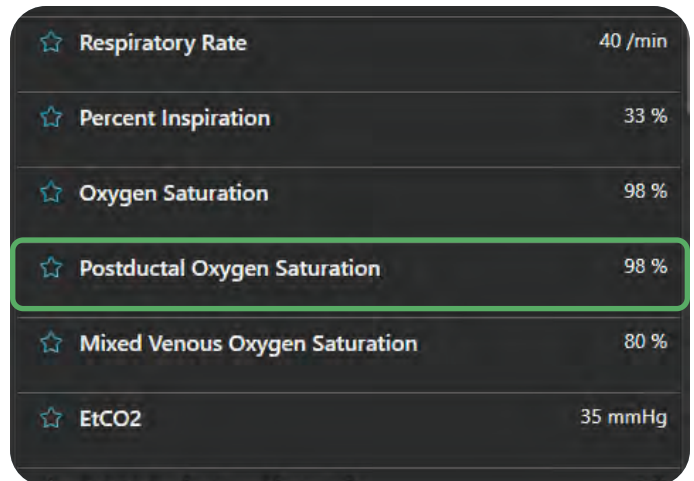 Respiratory Rate 40 /min
Percent Inspiration 33 %
Oxygen Saturation 98 %
Postductal Oxygen Saturation 98 %
Mixed Venous Oxygen Saturation 80 %
EtCO2 35 mmHg